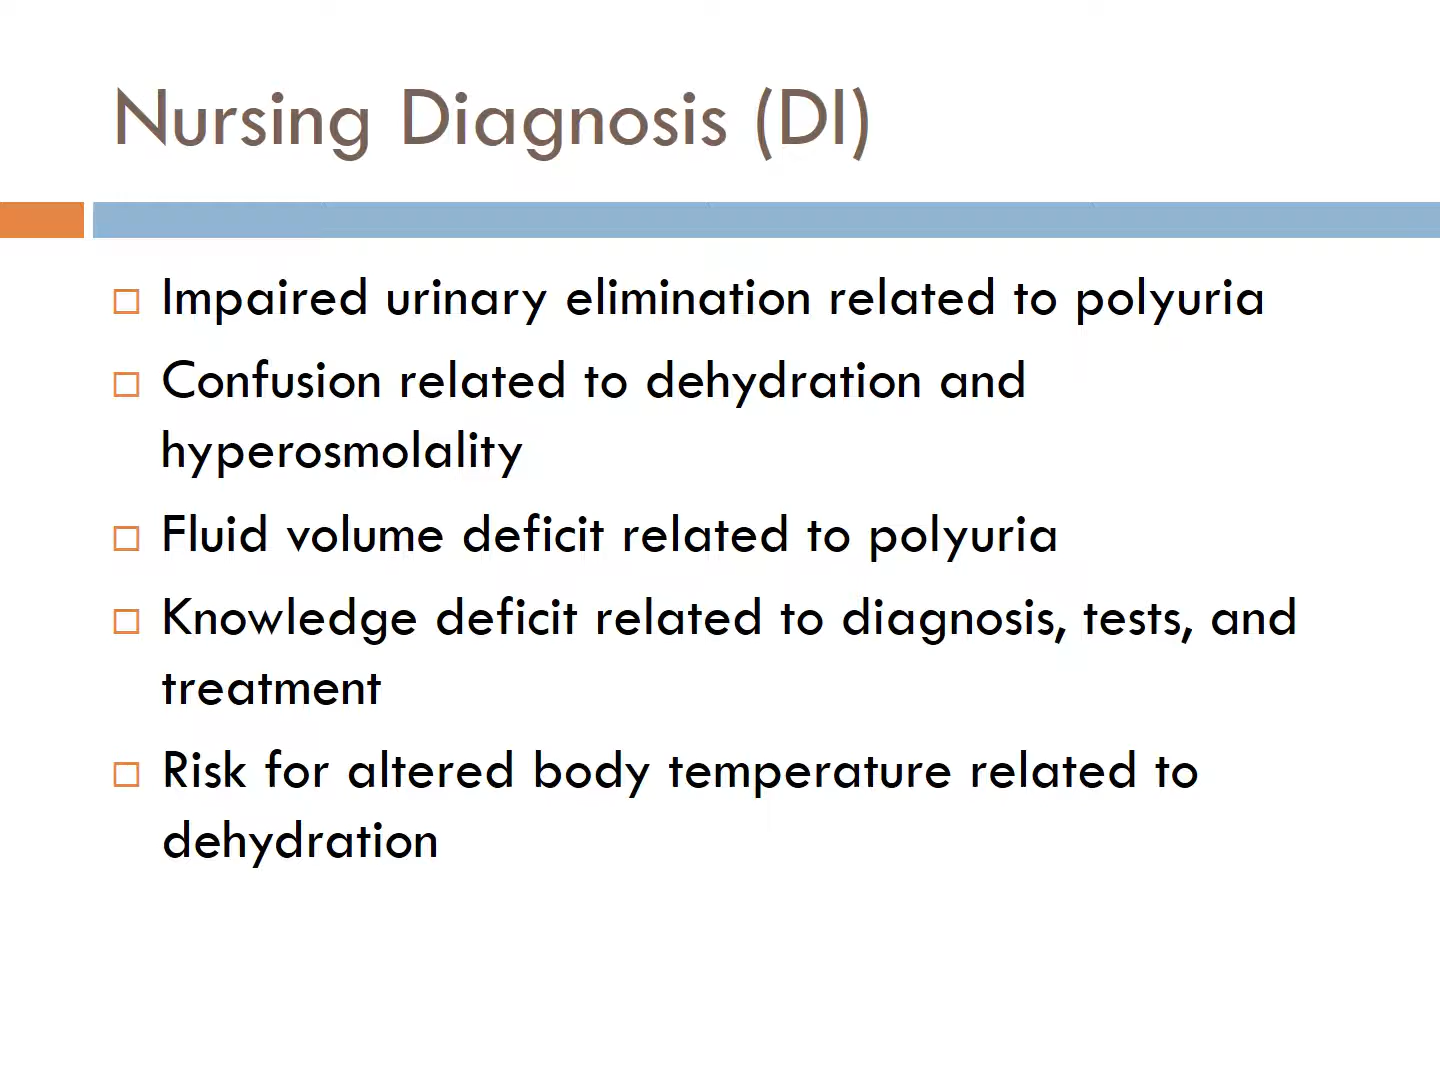 Nursing Diagnosis (DI)
Impaired urinary elimination related to polyuria
Confusion related to dehydration and
hyperosmolality
Fluid volume deficit related to polyuria
Knowledge deficit related to diagnosis, tests, and
treatment
Risk for altered body temperature related to
dehydration